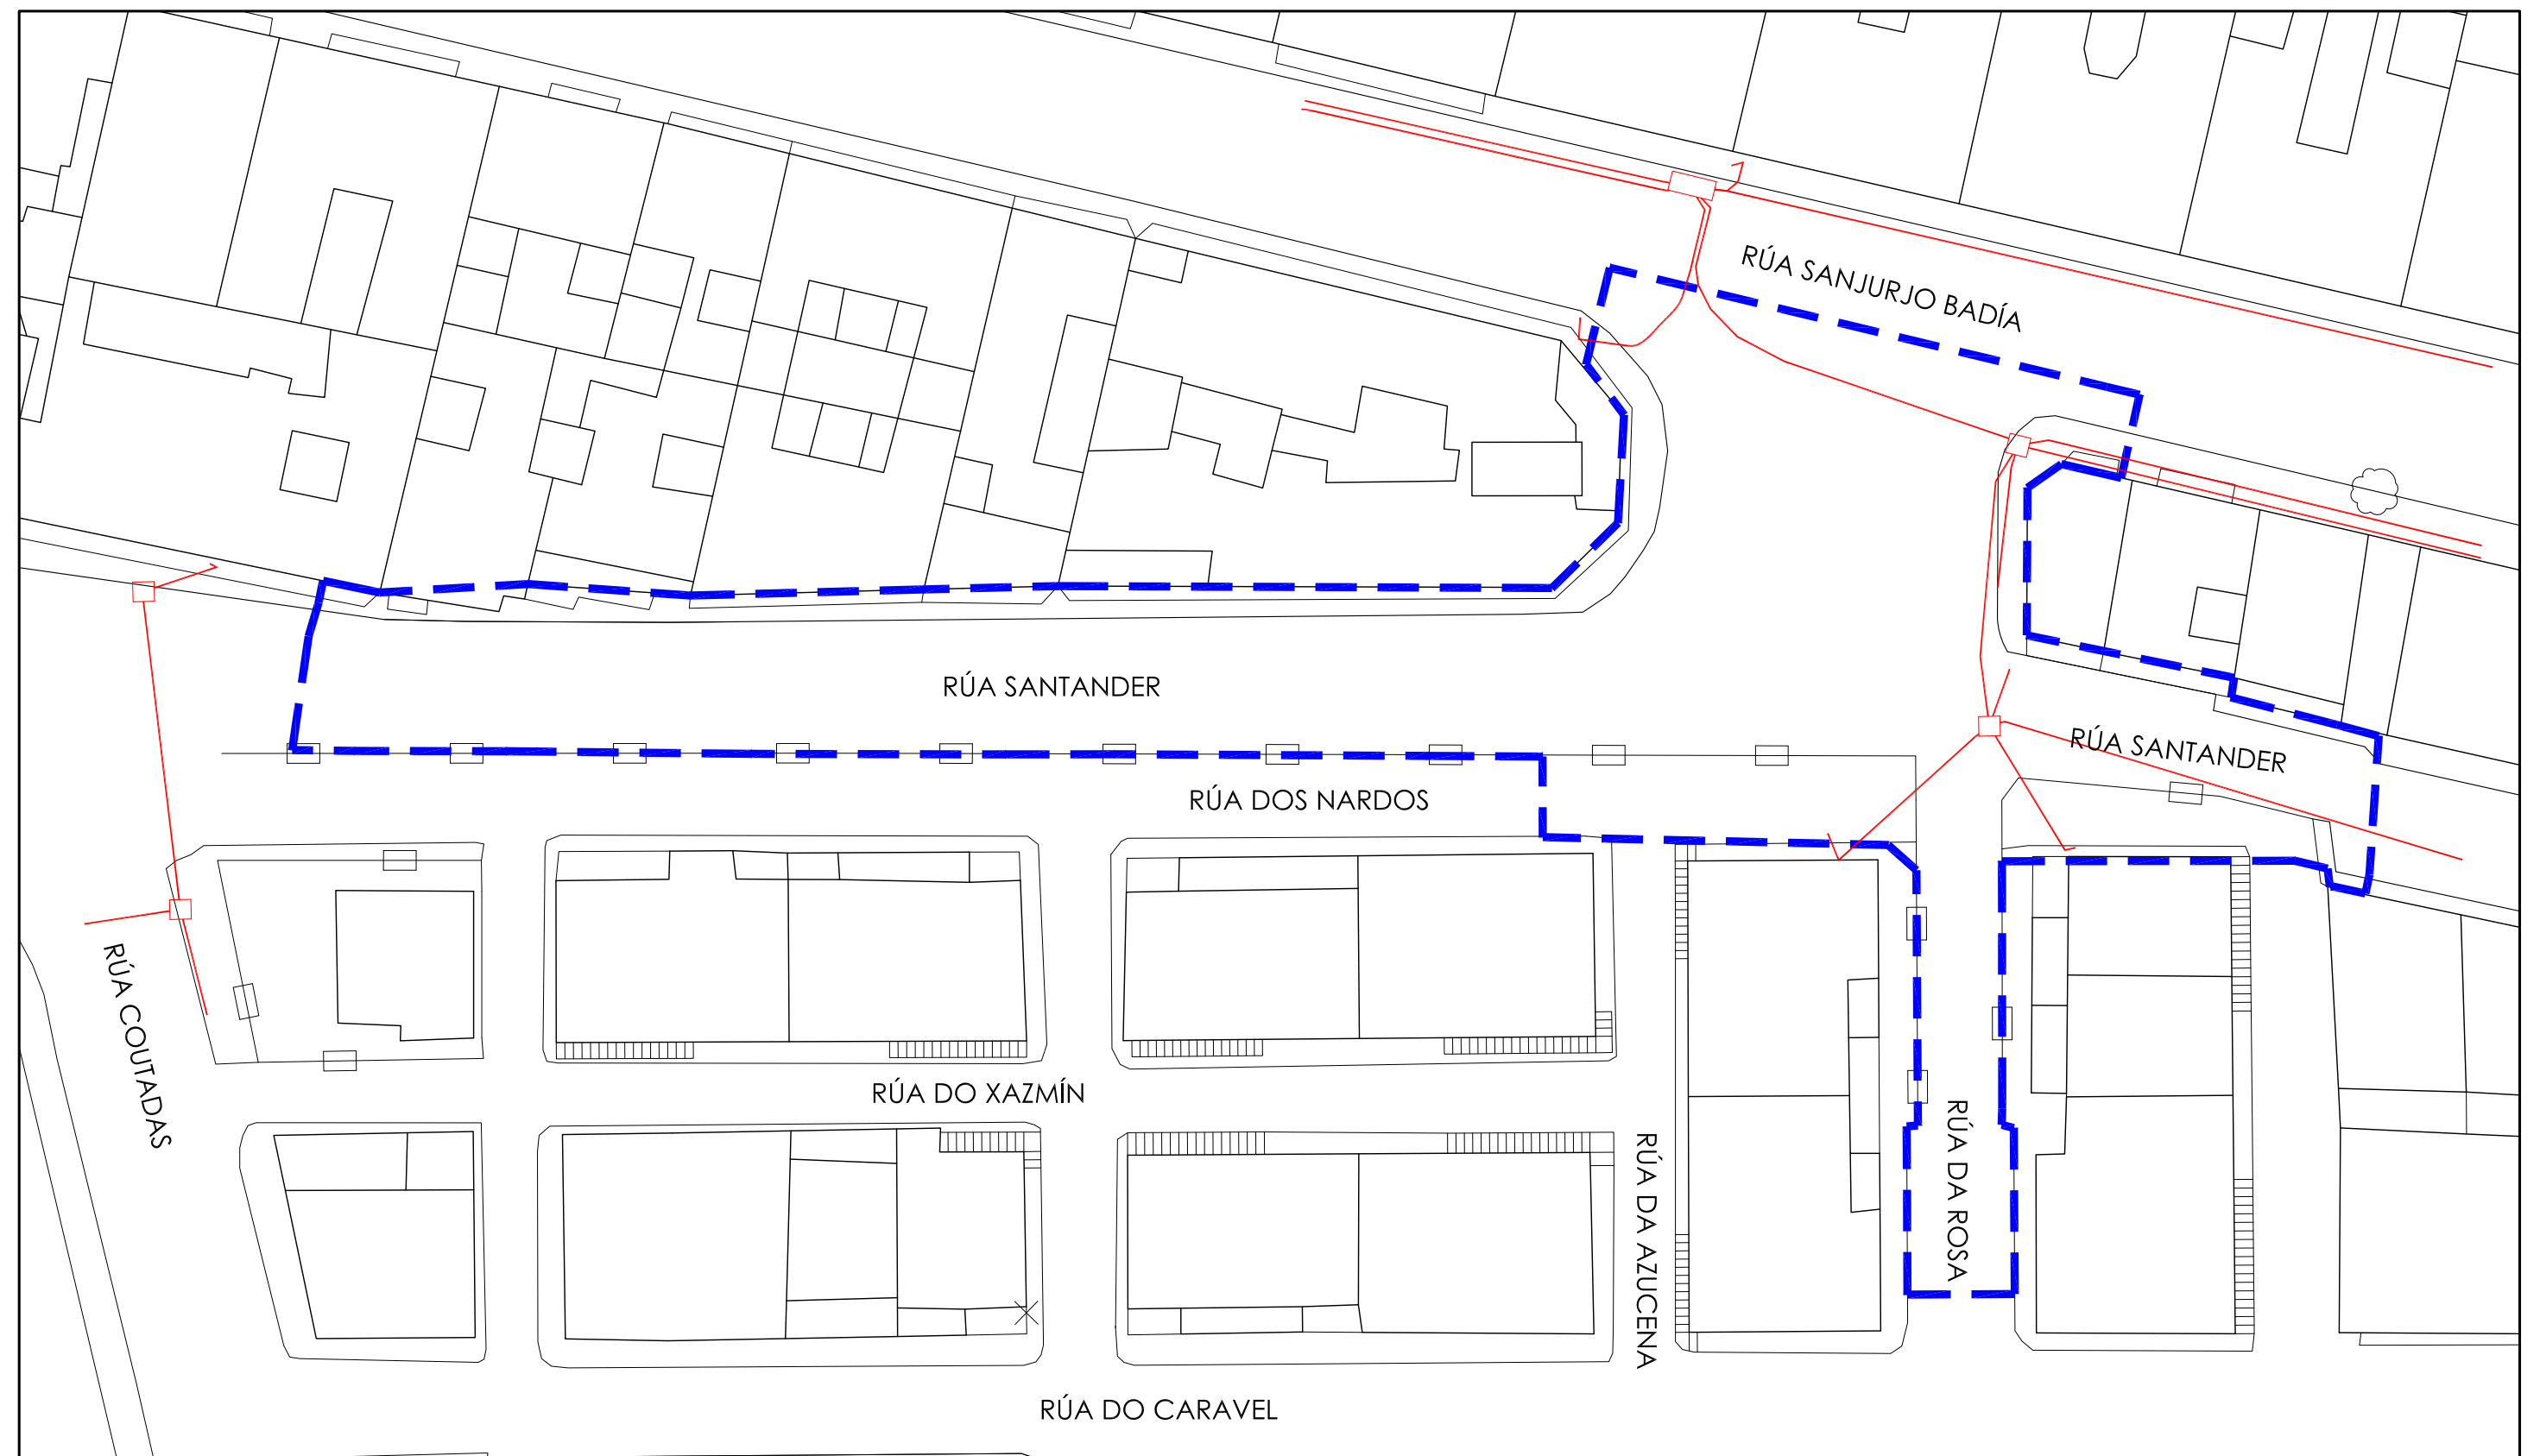 RÚA SANJURJO BADÍA
RÚA SANTANDER
RÚA SANTANDER
RÚA DOS NARDOS
RÚA COUTADAS
RÚA DO XAZMÍN
RÚA DA AZUCENA
RÚA DA ROSA
RÚA DO CARAVEL